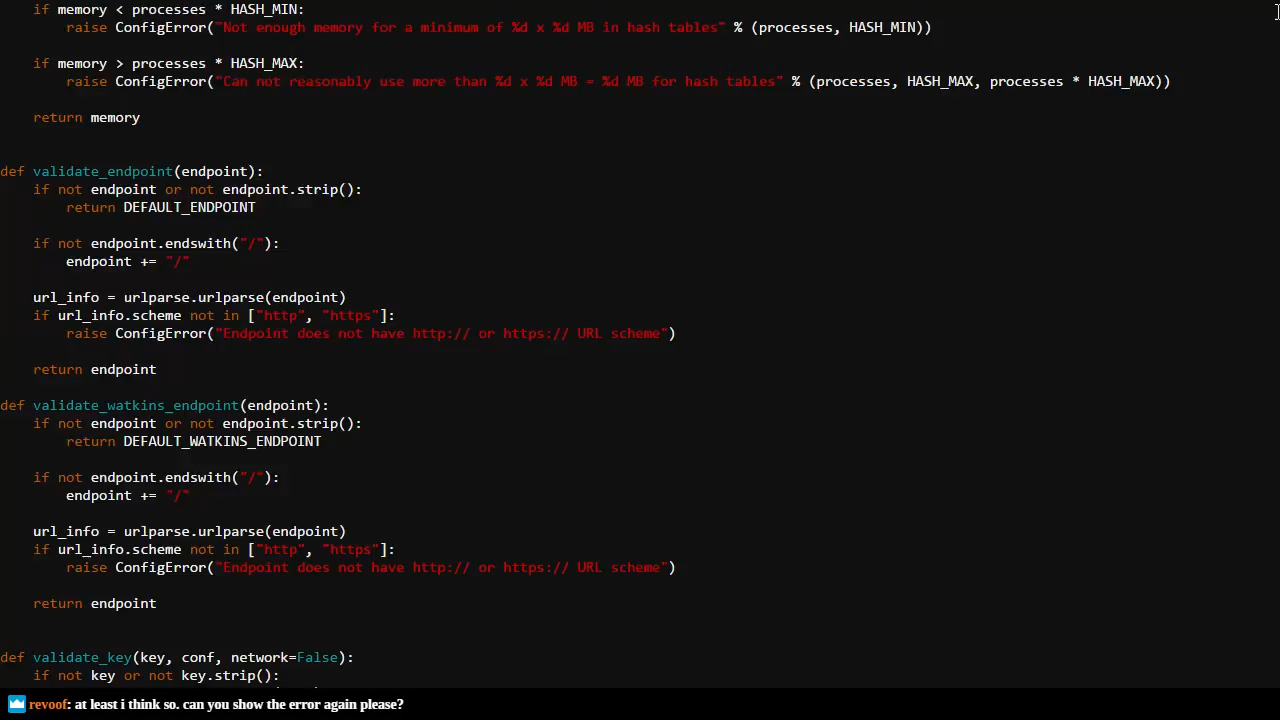 if memory < processes * HASH_MIN:
        raise ConfigError("Not enough memory for a minimum of %d x %d MB in hash tables" % (processes, HASH_MIN))

    if memory > processes * HASH_MAX:
        raise ConfigError("Can not reasonably use more than %d x %d MB = %d MB for hash tables" % (processes, HASH_MAX, processes * HASH_MAX))

    return memory


def validate_endpoint(endpoint):
    if not endpoint or not endpoint.strip():
        return DEFAULT_ENDPOINT

    if not endpoint.endswith("/"):
        endpoint += "/"

    url_info = urlparse.urlparse(endpoint)
    if url_info.scheme not in ["http", "https"]:
        raise ConfigError("Endpoint does not have http:// or https:// URL scheme")

    return endpoint

def validate_watkins_endpoint(endpoint):
    if not endpoint or not endpoint.strip():
        return DEFAULT_WATKINS_ENDPOINT

    if not endpoint.endswith("/"):
        endpoint += "/"

    url_info = urlparse.urlparse(endpoint)
    if url_info.scheme not in ["http", "https"]:
        raise ConfigError("Endpoint does not have http:// or https:// URL scheme")

    return endpoint


def validate_key(key, conf, network=False):
    if not key or not key.strip():
revoof: at least i think so. can you show the error again please?